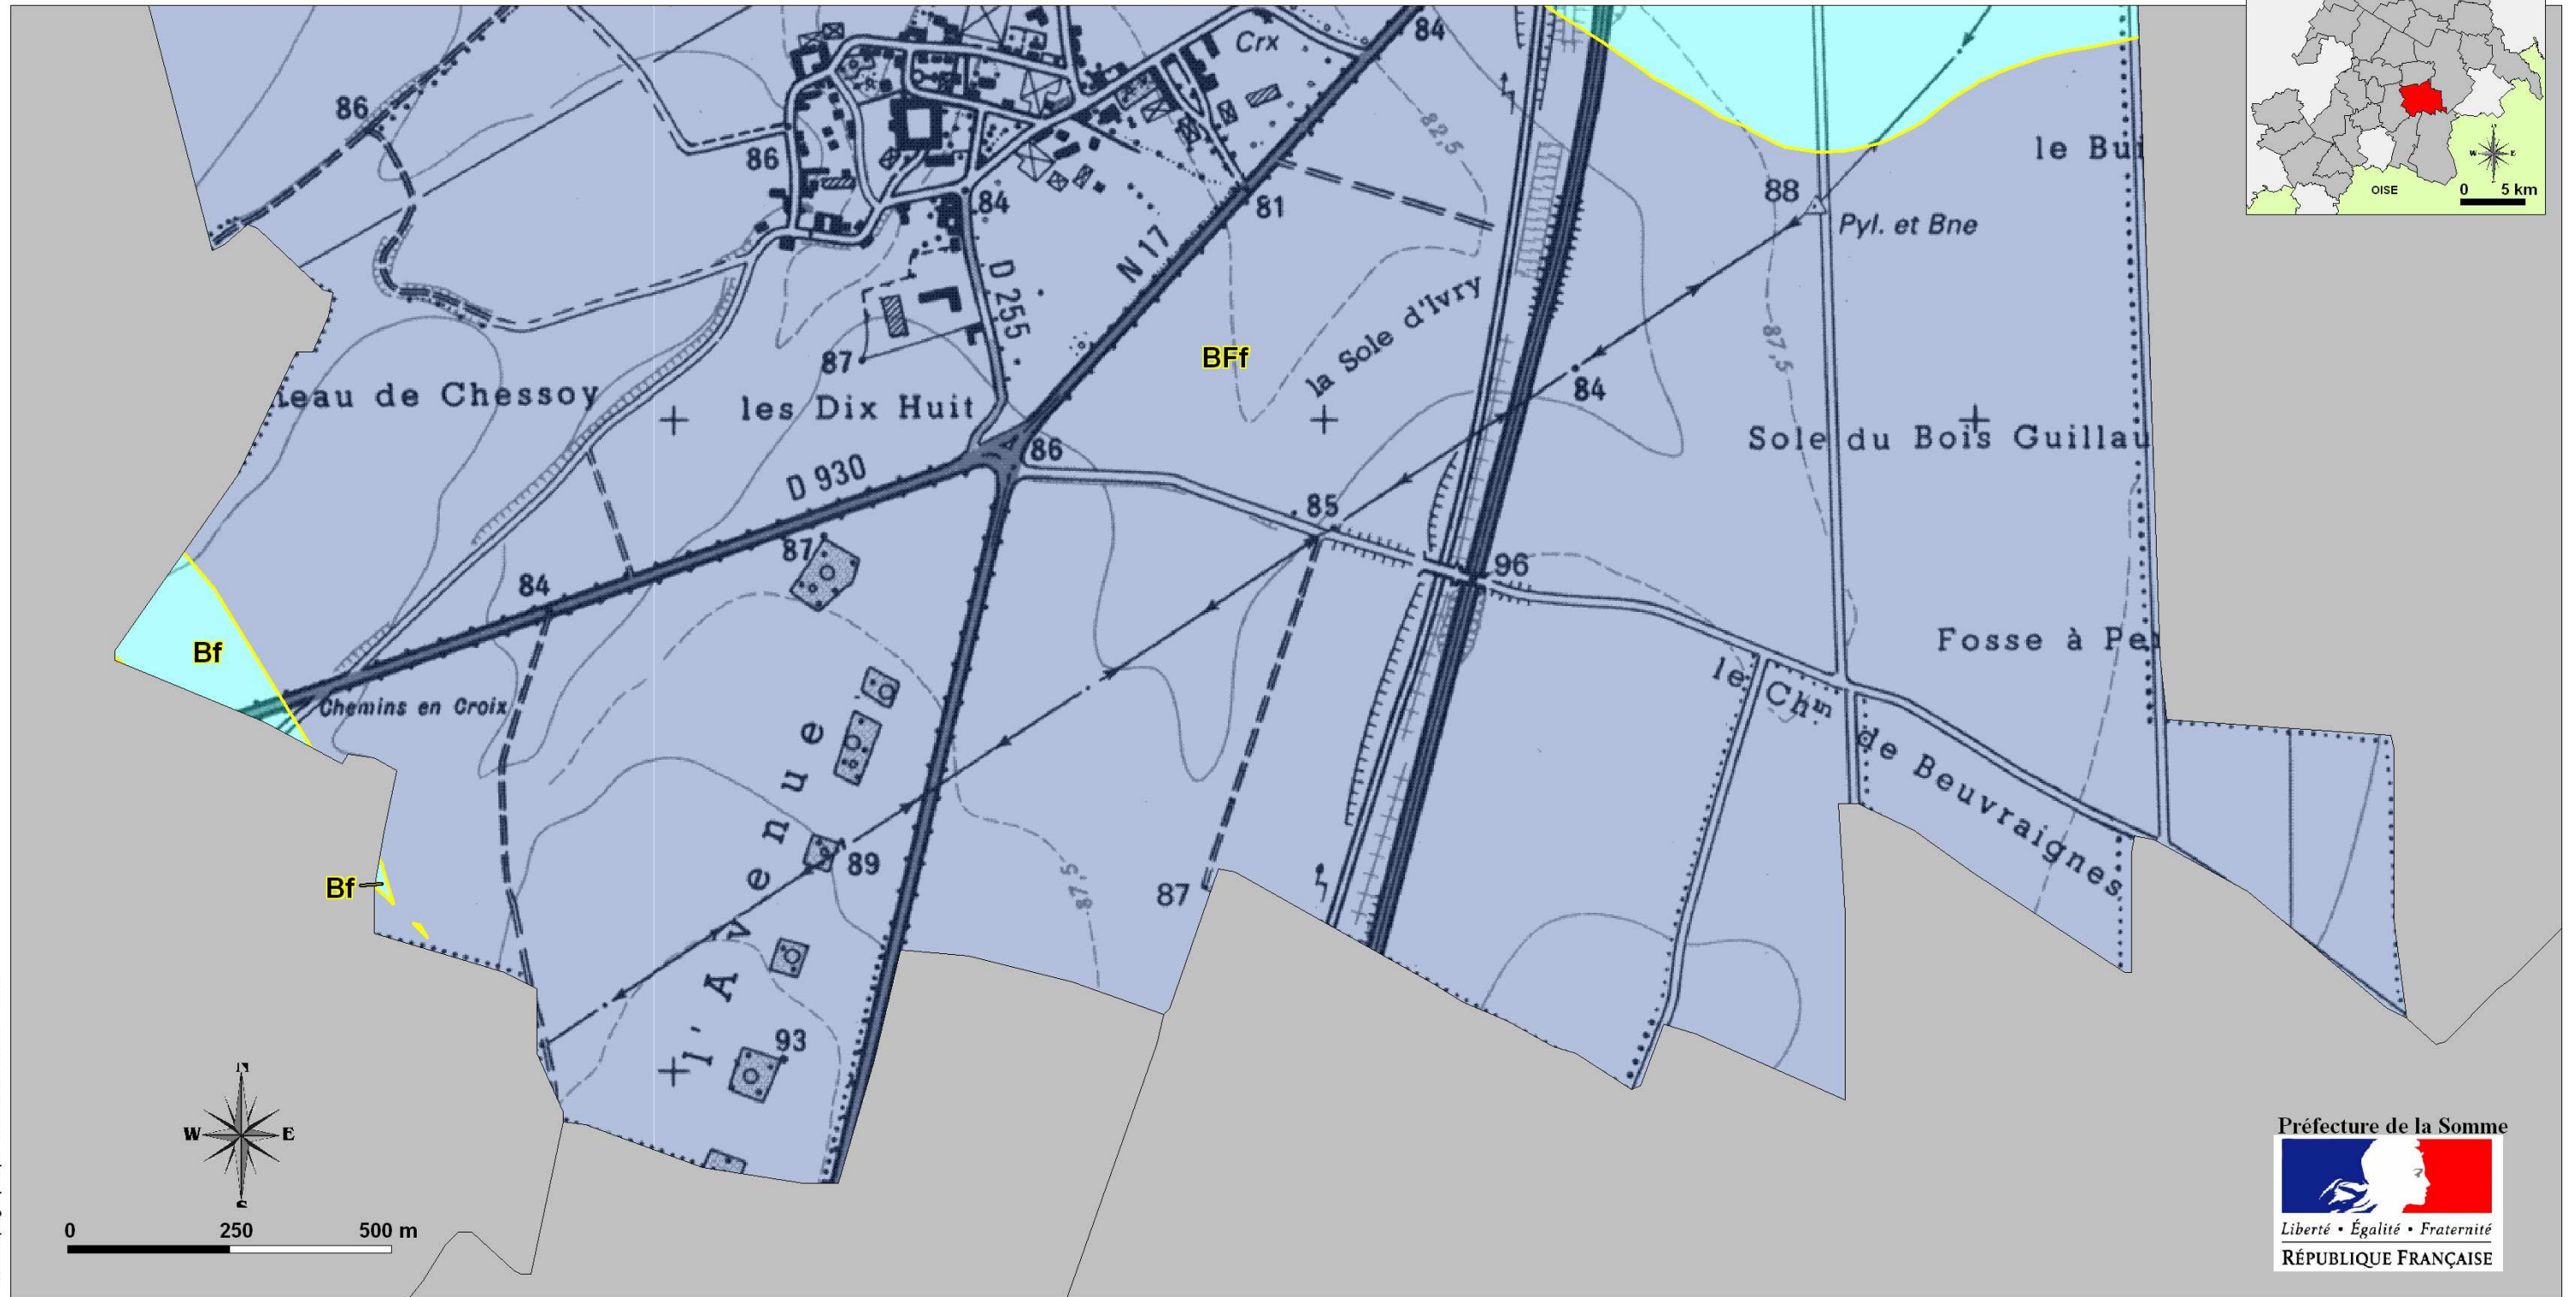 84
Crx
86
82,5
le Bui
OISE
0 5 km
W E
86
88
Pyl. et Bne
84
81
N 17
D 255
la Sole d'Ivry
87,5
BFf
87
84
eau de Chessoy
les Dix Huit
Sole du Bois Guillau
86
D 930
85
87
96
84
Fosse à Pe
Bf
le Chin de Beuvraignes
Chemins en Croix
l'Avenue
89
Bf
87,5
87
93
N
W E
S
0 250 500 m
Préfecture de la Somme
Liberté • Égalité • Fraternité
RÉPUBLIQUE FRANÇAISE